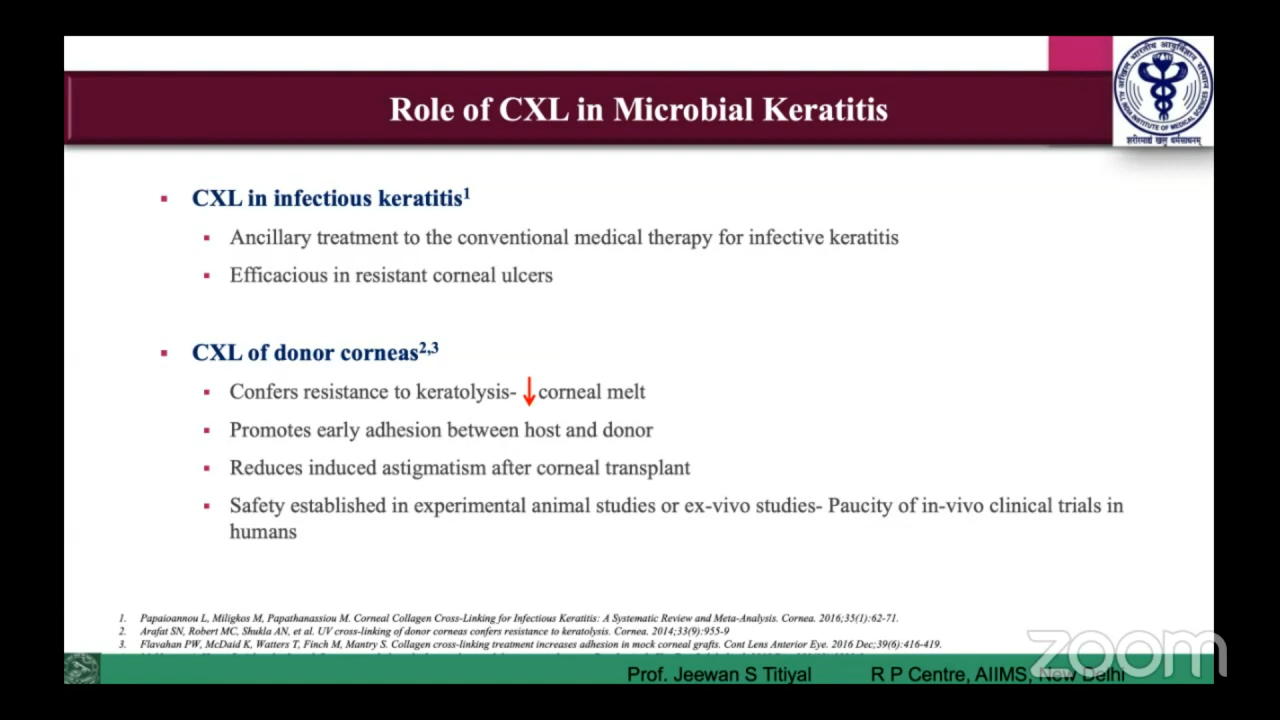 Role of CXL in Microbial Keratitis
CXL in infectious keratitis1
Ancillary treatment to the conventional medical therapy for infective keratitis
Efficacious in resistant corneal ulcers
CXL of donor corneas2,3
Confers resistance to keratolysis- ↓ corneal melt
Promotes early adhesion between host and donor
Reduces induced astigmatism after corneal transplant
Safety established in experimental animal studies or ex-vivo studies- Paucity of in-vivo clinical trials in
humans
1. Papaioannou L, Miligkos M, Papathanassiou M. Corneal Collagen Cross-Linking for Infectious Keratitis: A Systematic Review and Meta-Analysis. Cornea. 2016;35(1):62-71.
2. Arafat SN, Robert MC, Shukla AN, et al. UV cross-linking of donor corneas confers resistance to keratolysis. Cornea. 2014;33(9):955-9
3. Flavahan PW, McDaid K, Watters T, Finch M, Mantry S. Collagen cross-linking treatment increases adhesion in mock corneal grafts. Cont Lens Anterior Eye. 2016 Dec;39(6):416-419.
Prof. Jeewan S Titiyal R P Centre, AIIMS, New Delhi
zoom
शरीरमाद्यं खलु धर्मसाधनम्